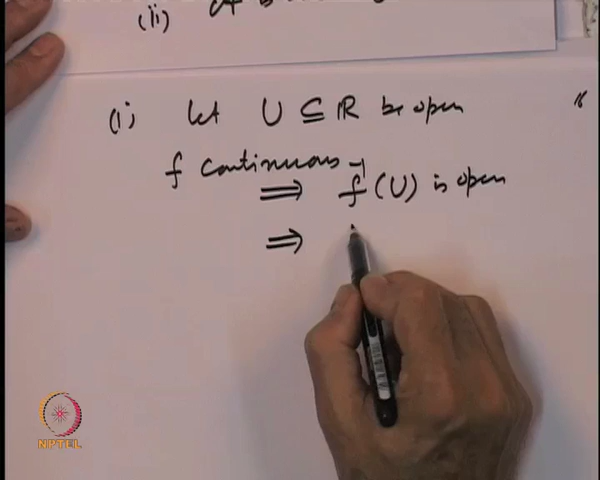 (ii)
(i) Let U ⊆ ℝ be open
f continuous
⟹ f⁻¹(U) is open
⟹
NPTEL